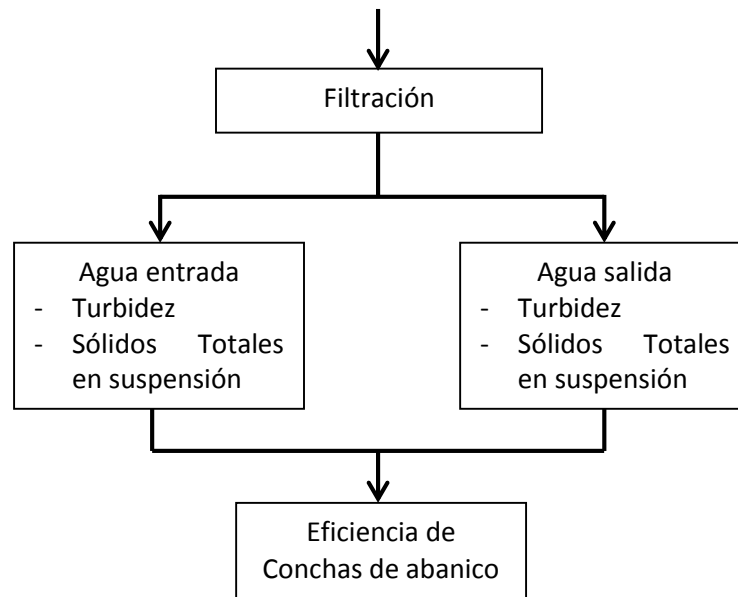 Filtración
Agua entrada
- Turbidez
- Sólidos Totales
en suspensión
Agua salida
- Turbidez
- Sólidos Totales
en suspensión
Eficiencia de
Conchas de abanico